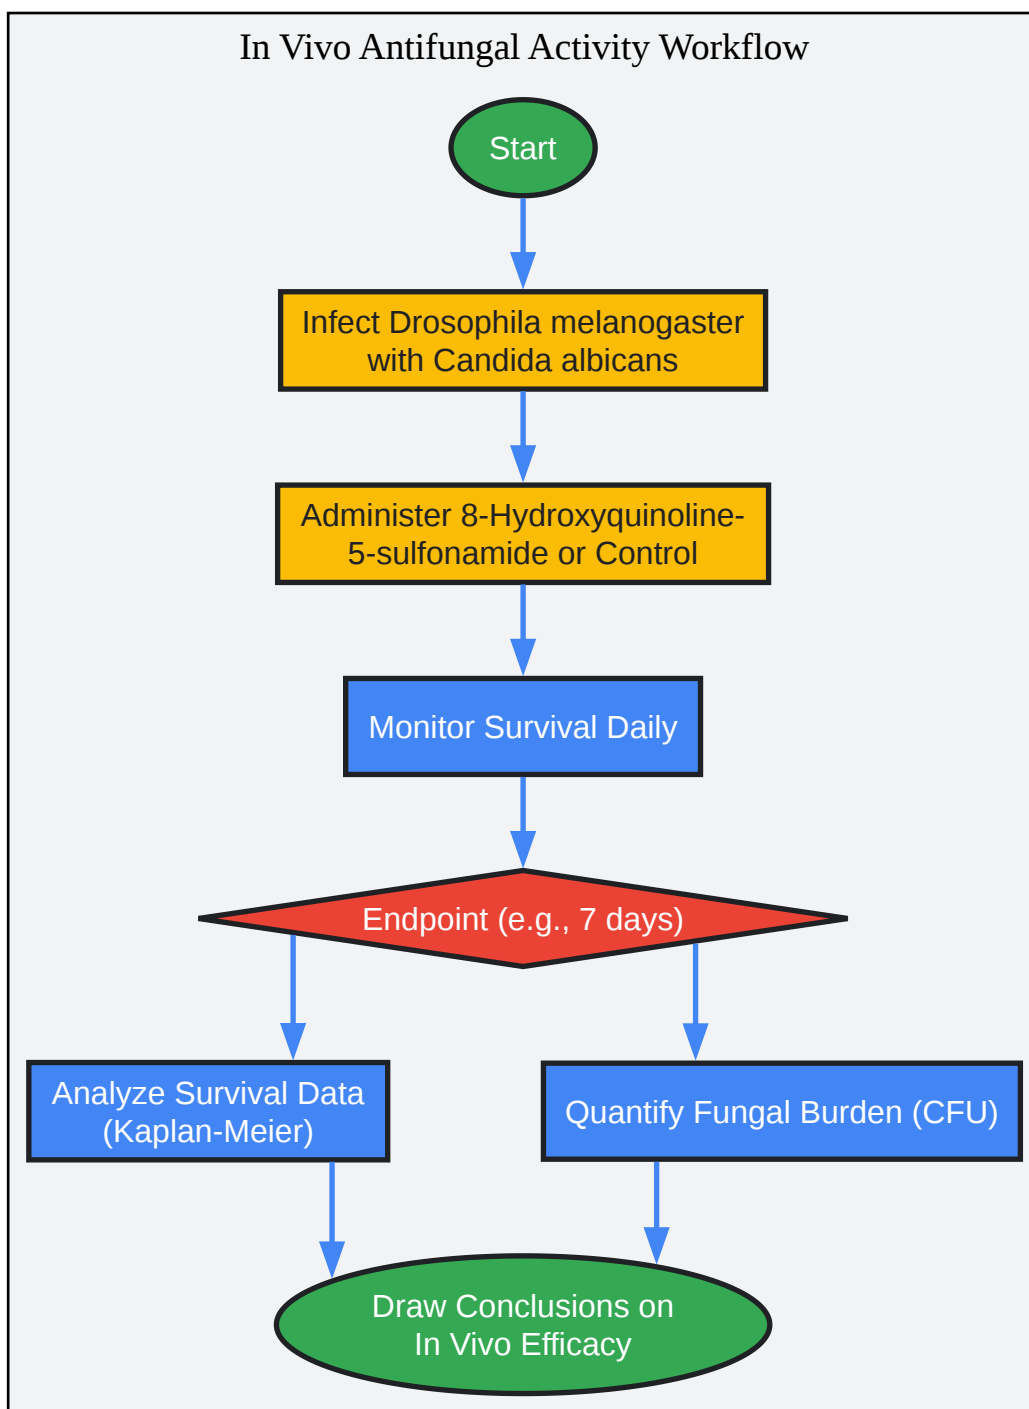 In Vivo Antifungal Activity Workflow
Start
Infect Drosophila melanogaster
with Candida albicans
Administer 8-Hydroxyquinoline-
5-sulfonamide or Control
Monitor Survival Daily
Endpoint (e.g., 7 days)
Analyze Survival Data
(Kaplan-Meier)
Quantify Fungal Burden (CFU)
Draw Conclusions on
In Vivo Efficacy